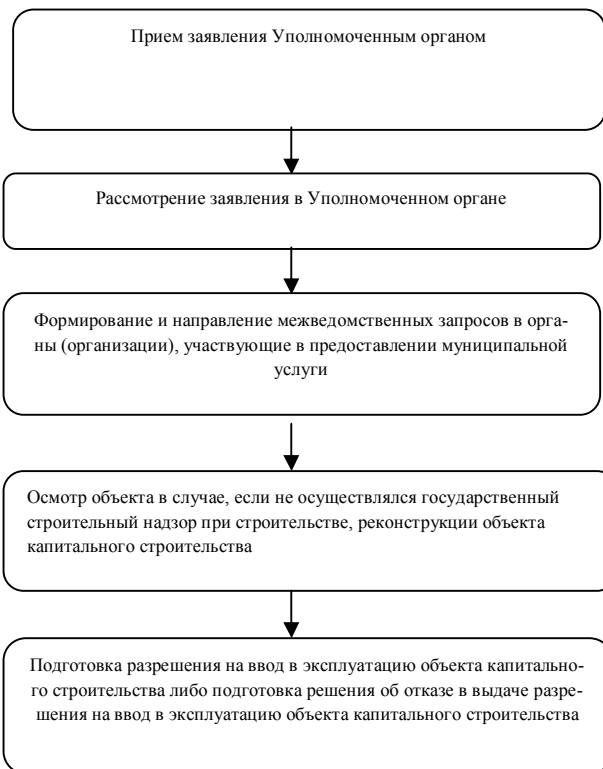 Прием заявления Уполномоченным органом
Рассмотрение заявления в Уполномоченном органе
Формирование и направление межведомственных запросов в орга-
ны (организации), участвующие в предоставлении муниципальной
услуги
Осмотр объекта в случае, если не осуществлялся государственный
строительный надзор при строительстве, реконструкции объекта
капитального строительства
Подготовка разрешения на ввод в эксплуатацию объекта капитально-
го строительства либо подготовка решения об отказе в выдаче разре-
шения на ввод в эксплуатацию объекта капитального строительства